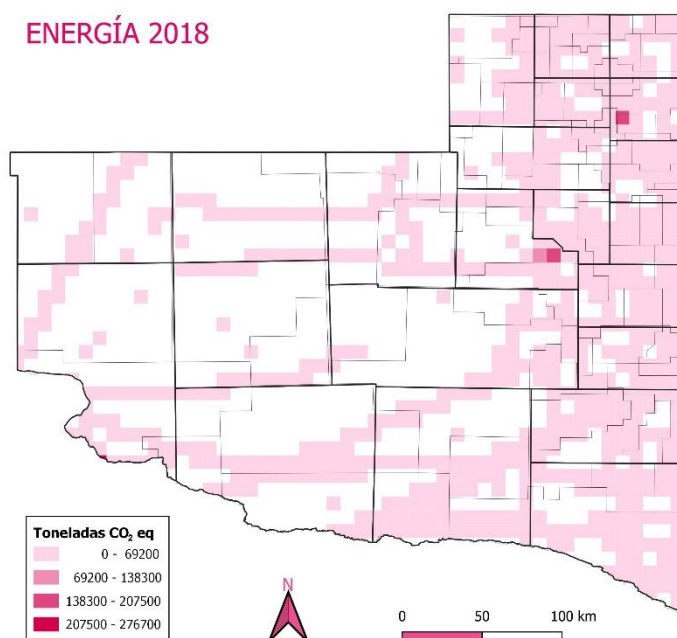 ENERGÍA 2018
Toneladas CO₂ eq
0 - 69200
69200 - 138300
138300 - 207500
207500 - 276700
N
0 50 100 km